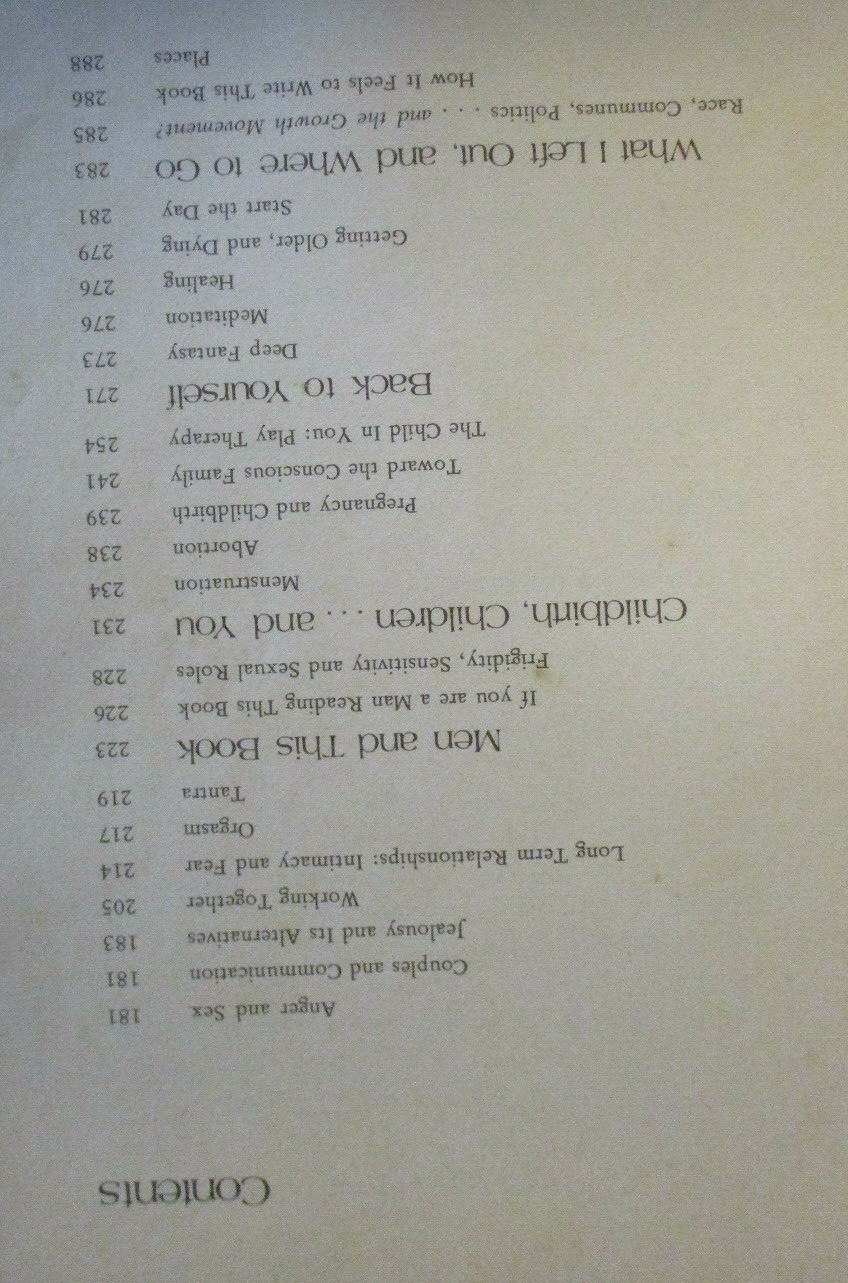 Contents
Anger and Sex 181
Couples and Communication 181
Jealousy and Its Alternatives 183
Working Together 205
Long Term Relationships: Intimacy and Fear 214
Orgasm 217
Tantra 219
Men and This Book 223
If you are a Man Reading This Book 226
Frigidity, Sensitivity and Sexual Roles 228
Childbirth, Children . . . and You 231
Menstruation 234
Abortion 238
Pregnancy and Childbirth 239
Toward the Conscious Family 241
The Child In You: Play Therapy 254
Back to Yourself 271
Deep Fantasy 273
Meditation 276
Healing 276
Getting Older, and Dying 279
Start the Day 281
What I Left Out, and Where to Go 283
Race, Communes, Politics . . . and the Growth Movement? 285
How It Feels to Write This Book 286
Places 288